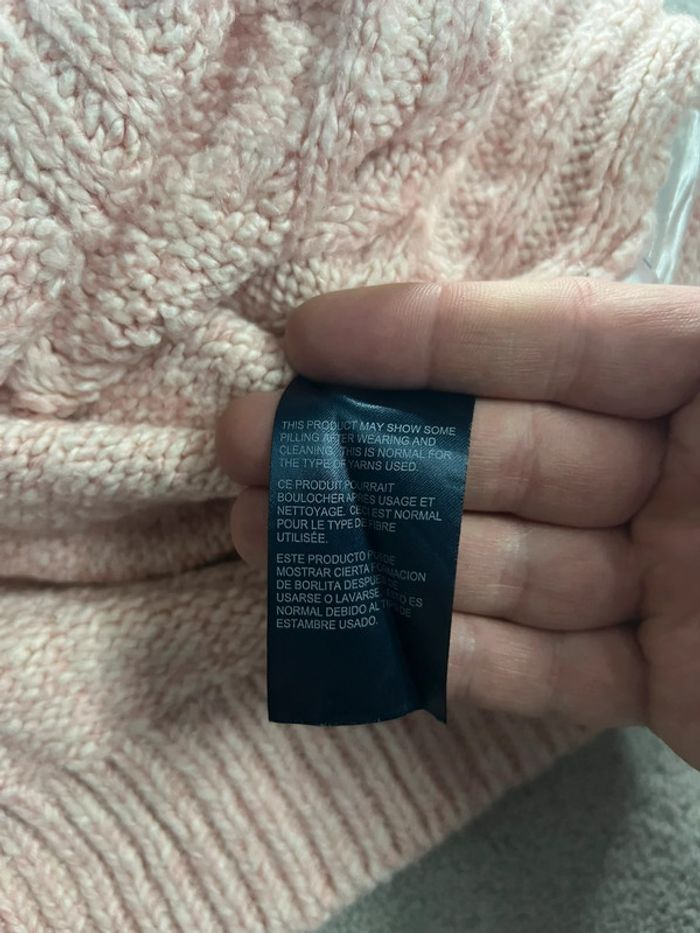 THIS PRODUCT MAY SHOW SOME
PILLING AFTER WEARING AND
CLEANING. THIS IS NORMAL FOR
THE TYPE OF YARNS USED.
CE PRODUIT POURRAIT
BOULOCHER APRES USAGE ET
NETTOYAGE. CECI EST NORMAL
POUR LE TYPE DE FIBRE
UTILISÉE.
ESTE PRODUCTO PUEDE
MOSTRAR CIERTA FORMACION
DE BORLITA DESPUES DE
USARSE O LAVARSE. ESTO ES
NORMAL DEBIDO AL TIPO DE
ESTAMBRE USADO.